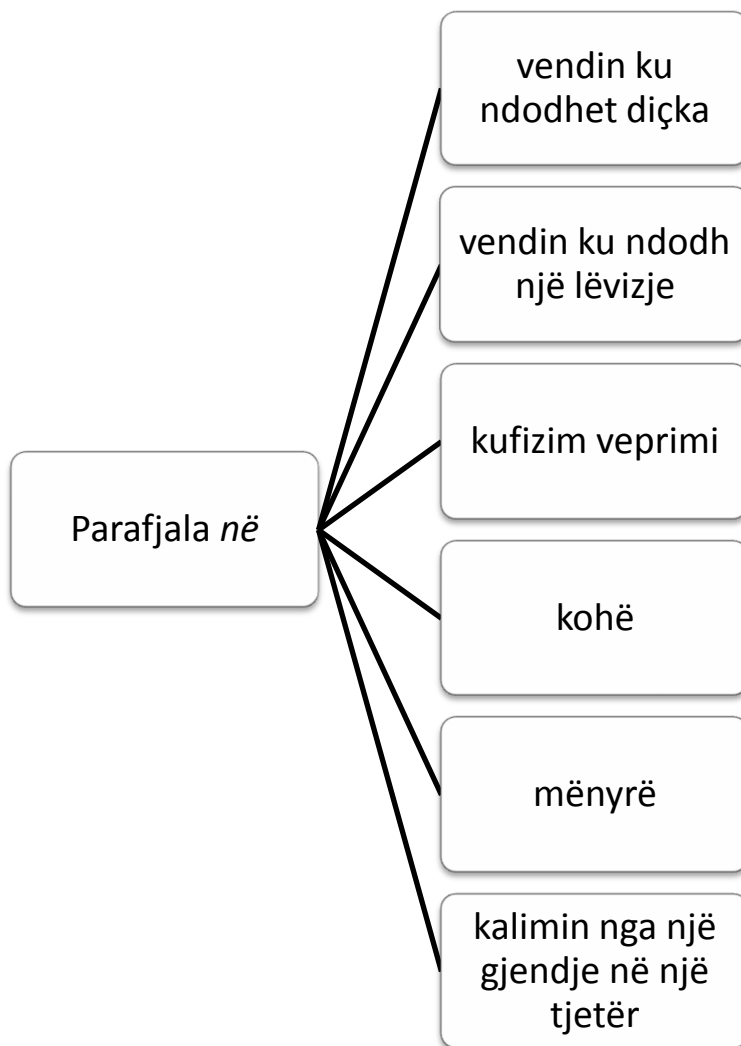 Parafjala në
vendin ku
ndodhet diçka
vendin ku ndodh
një lëvizje
kufizim veprimi
kohë
mënyrë
kalimin nga një
gjendje në një
tjetër